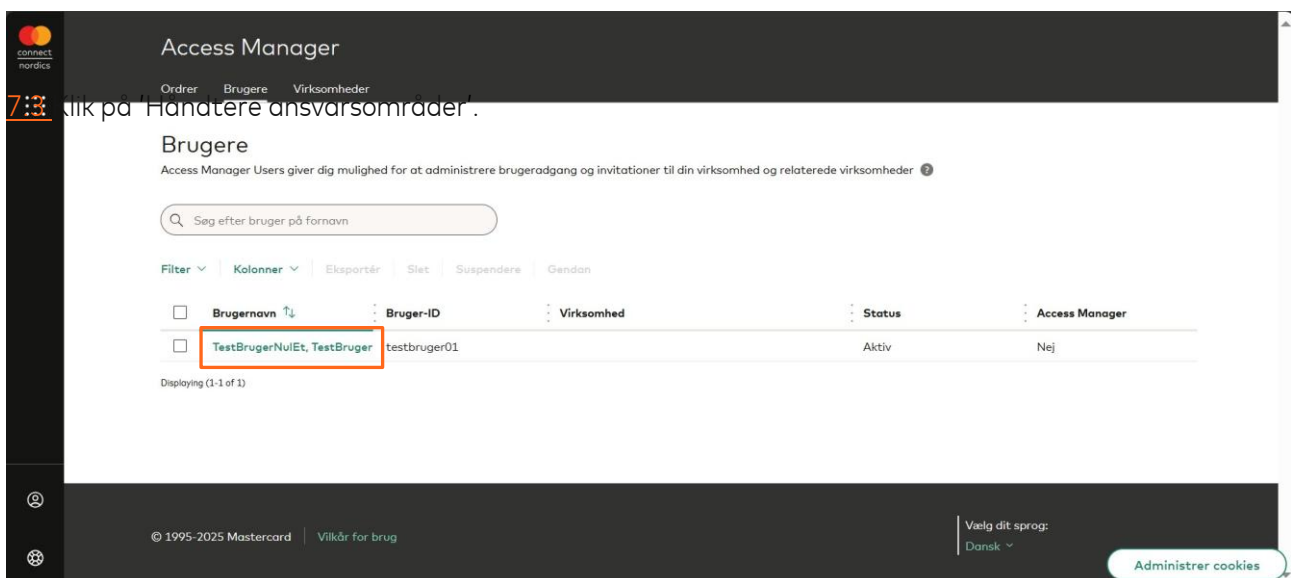 connect
nordics
Access Manager
Ordrer Brugere Virksomheder
7.3 Klik på 'Håndtere ansvarsområder'.
Brugere
Access Manager Users giver dig mulighed for at administrere brugeradgang og invitationer til din virksomhed og relaterede virksomheder ?
Søg efter bruger på fornavn
Filter Kolonner Eksportér Slet Suspendere Gendan
Brugernavn Bruger-ID Virksomhed Status Access Manager
TestBrugerNulEt, TestBruger testbruger01 Aktiv Nej
Displaying (1-1 of 1)
© 1995-2025 Mastercard Vilkår for brug
Vælg dit sprog:
Dansk
Administrer cookies